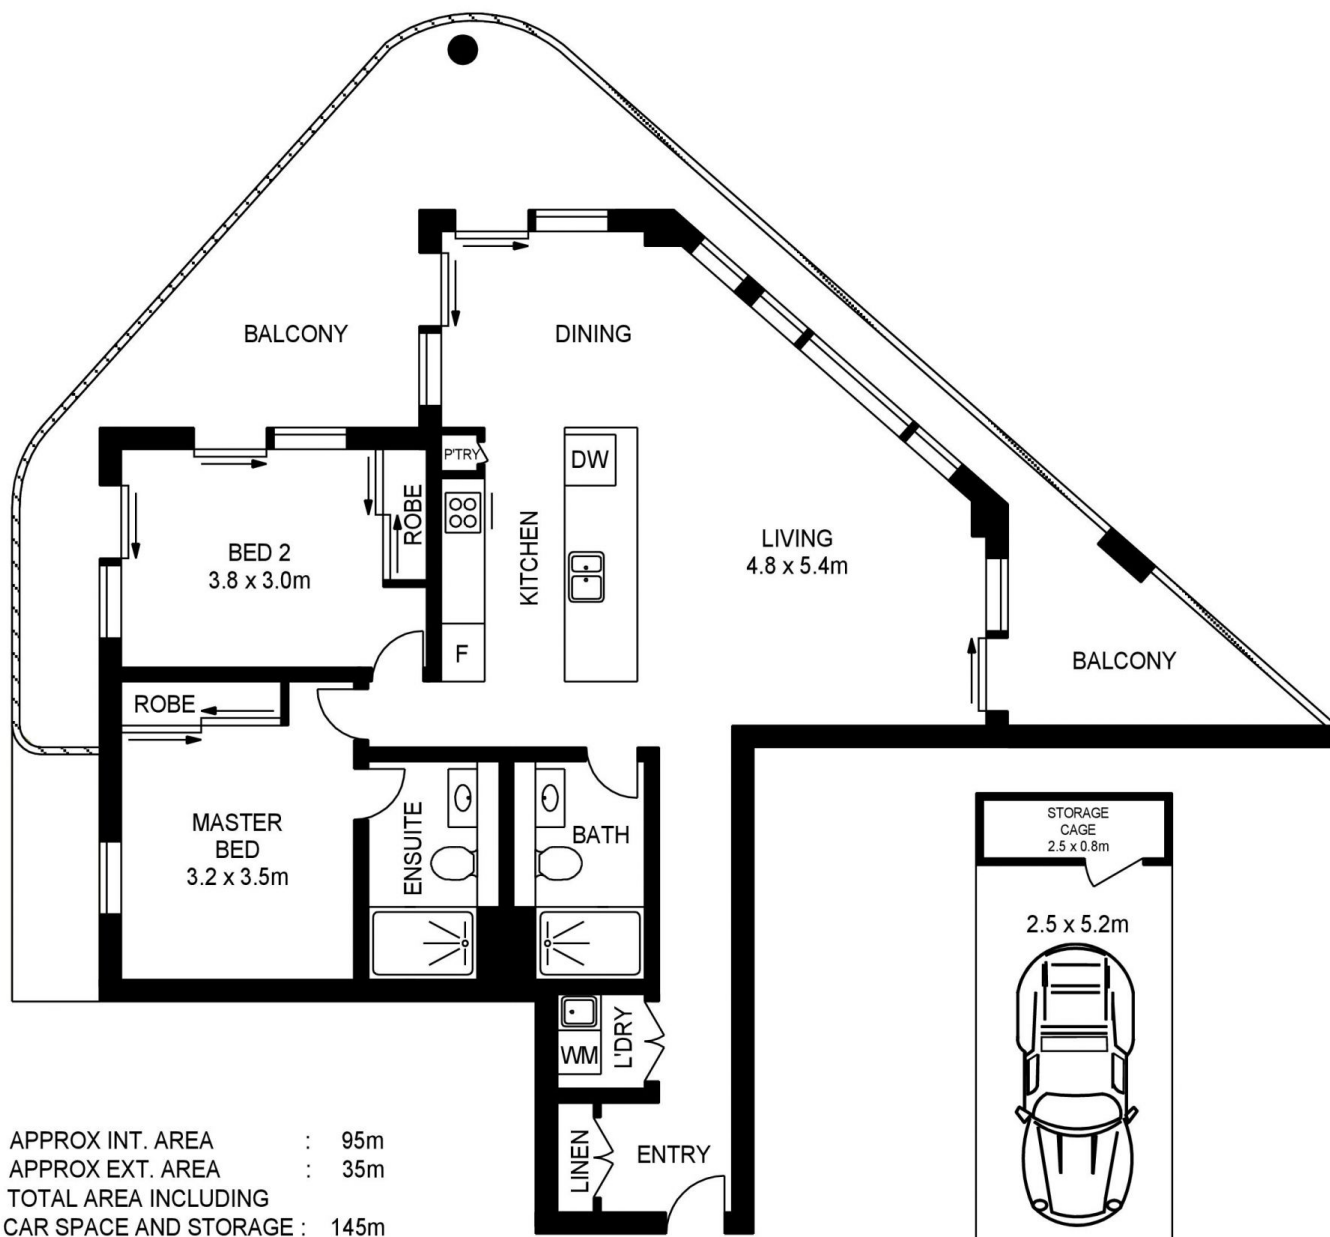 BALCONY
DINING
P'TRY
DW
ROBE
KITCHEN
BED 2
3.8 x 3.0m
LIVING
4.8 x 5.4m
F
BALCONY
ROBE
MASTER
BED
3.2 x 3.5m
ENSUITE
BATH
STORAGE
CAGE
2.5 x 0.8m
2.5 x 5.2m
L'DRY
WM
LINEN
ENTRY
APPROX INT. AREA : 95m
APPROX EXT. AREA : 35m
TOTAL AREA INCLUDING
CAR SPACE AND STORAGE : 145m